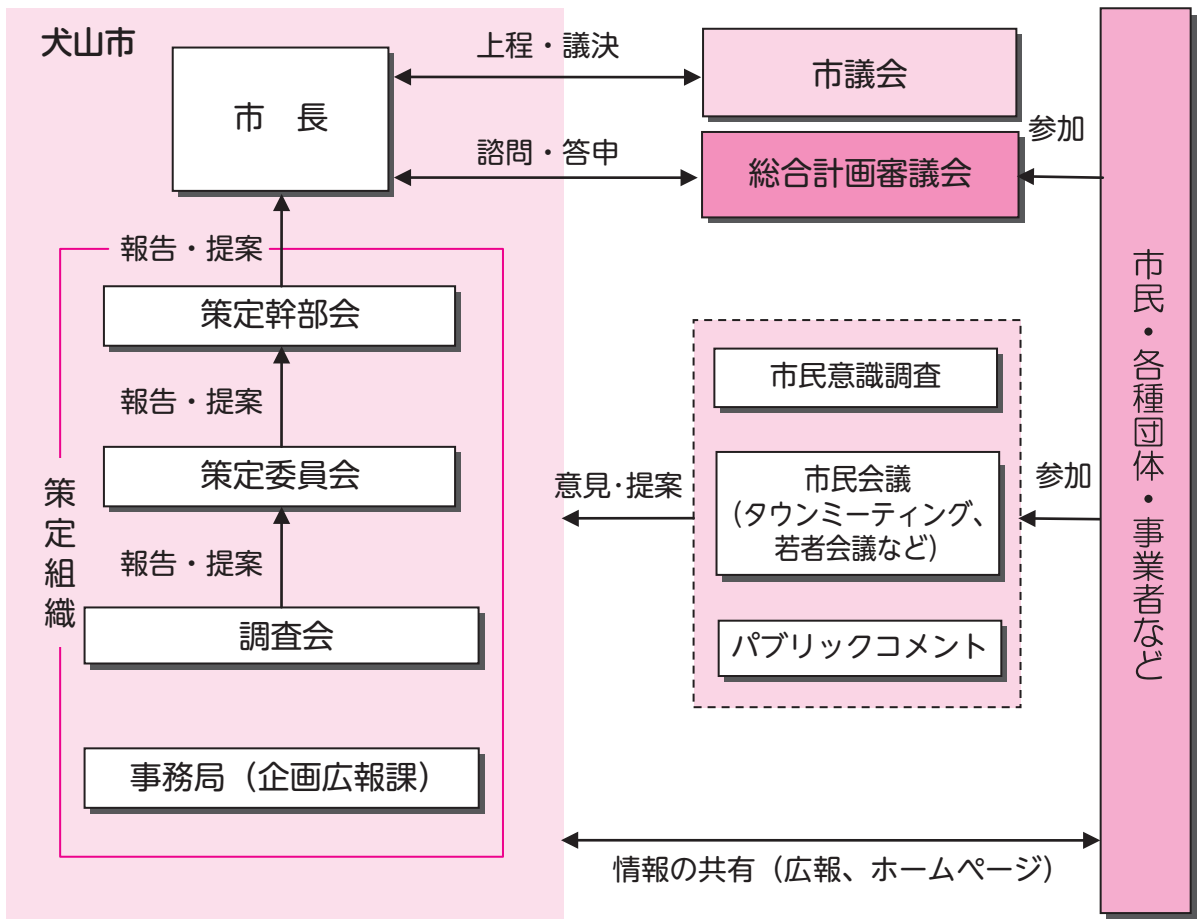 犬山市
市　長
上程・議決
市議会
諮問・答申
総合計画審議会
参加
報告・提案
策定幹部会
報告・提案
策定委員会
報告・提案
調査会
事務局（企画広報課）
策定組織
意見・提案
市民意識調査
市民会議
（タウンミーティング、
若者会議など）
パブリックコメント
参加
市民・各種団体・事業者など
情報の共有（広報、ホームページ）